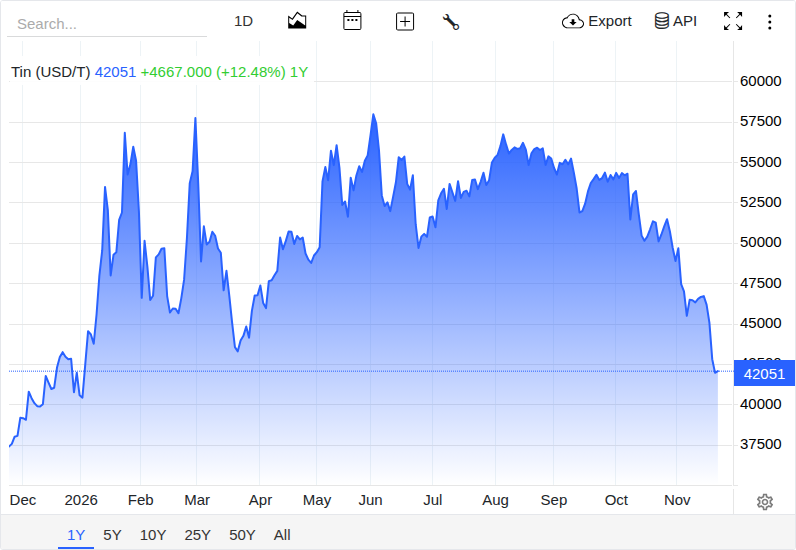 Search... 1D Export API
Tin (USD/T) 42051 +4667.000 (+12.48%) 1Y
60000
57500
55000
52500
50000
47500
45000
42051
40000
37500
Dec 2026 Feb Mar Apr May Jun Jul Aug Sep Oct Nov
1Y 5Y 10Y 25Y 50Y All